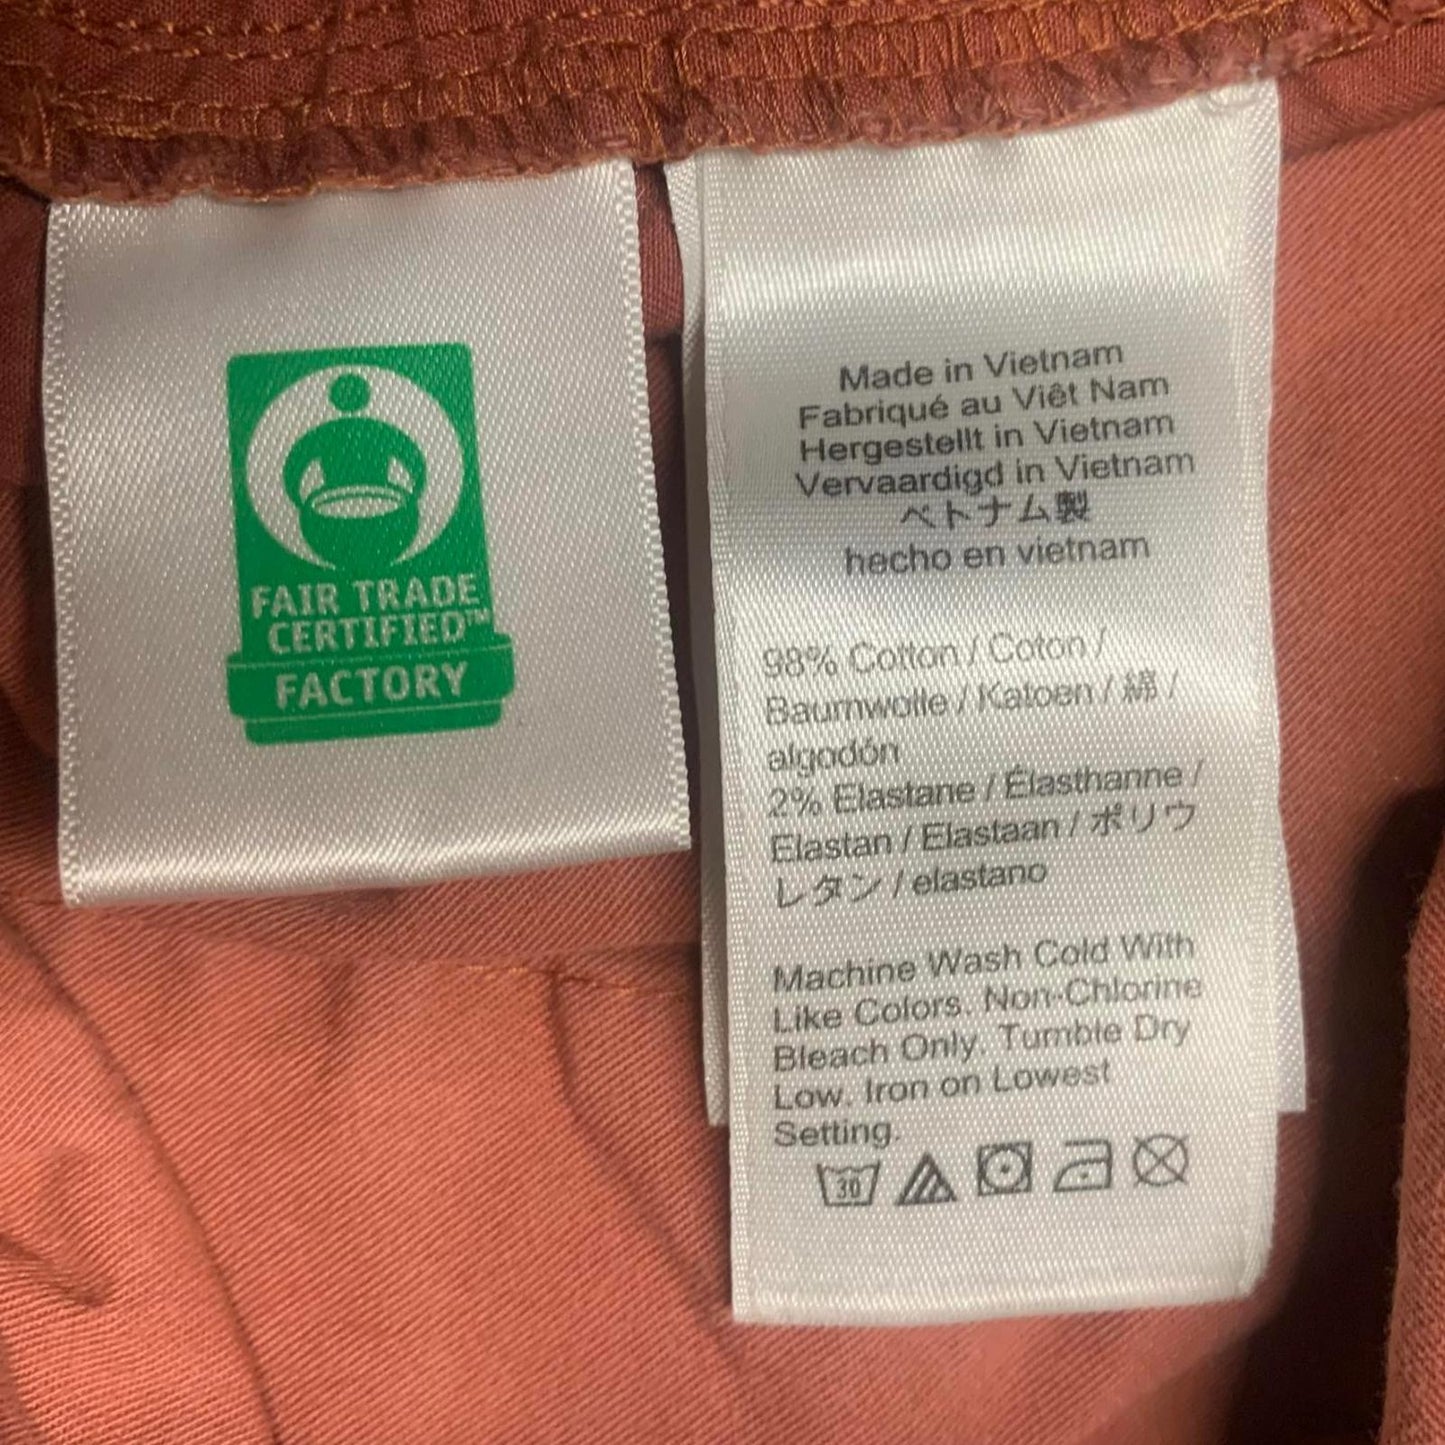 FAIR TRADE
CERTIFIED™
FACTORY
Made in Vietnam
Fabriqué au Viêt Nam
Hergestellt in Vietnam
Vervaardigd in Vietnam
ベトナム製
hecho en vietnam
98% Cotton / Coton /
Baumwolle / Katoen / 綿 /
algodón
2% Elastane / Élasthanne /
Elastan / Elastaan / ポリウ
レタン / elastano
Machine Wash Cold With
Like Colors. Non-Chlorine
Bleach Only. Tumble Dry
Low. Iron on Lowest
Setting.
30